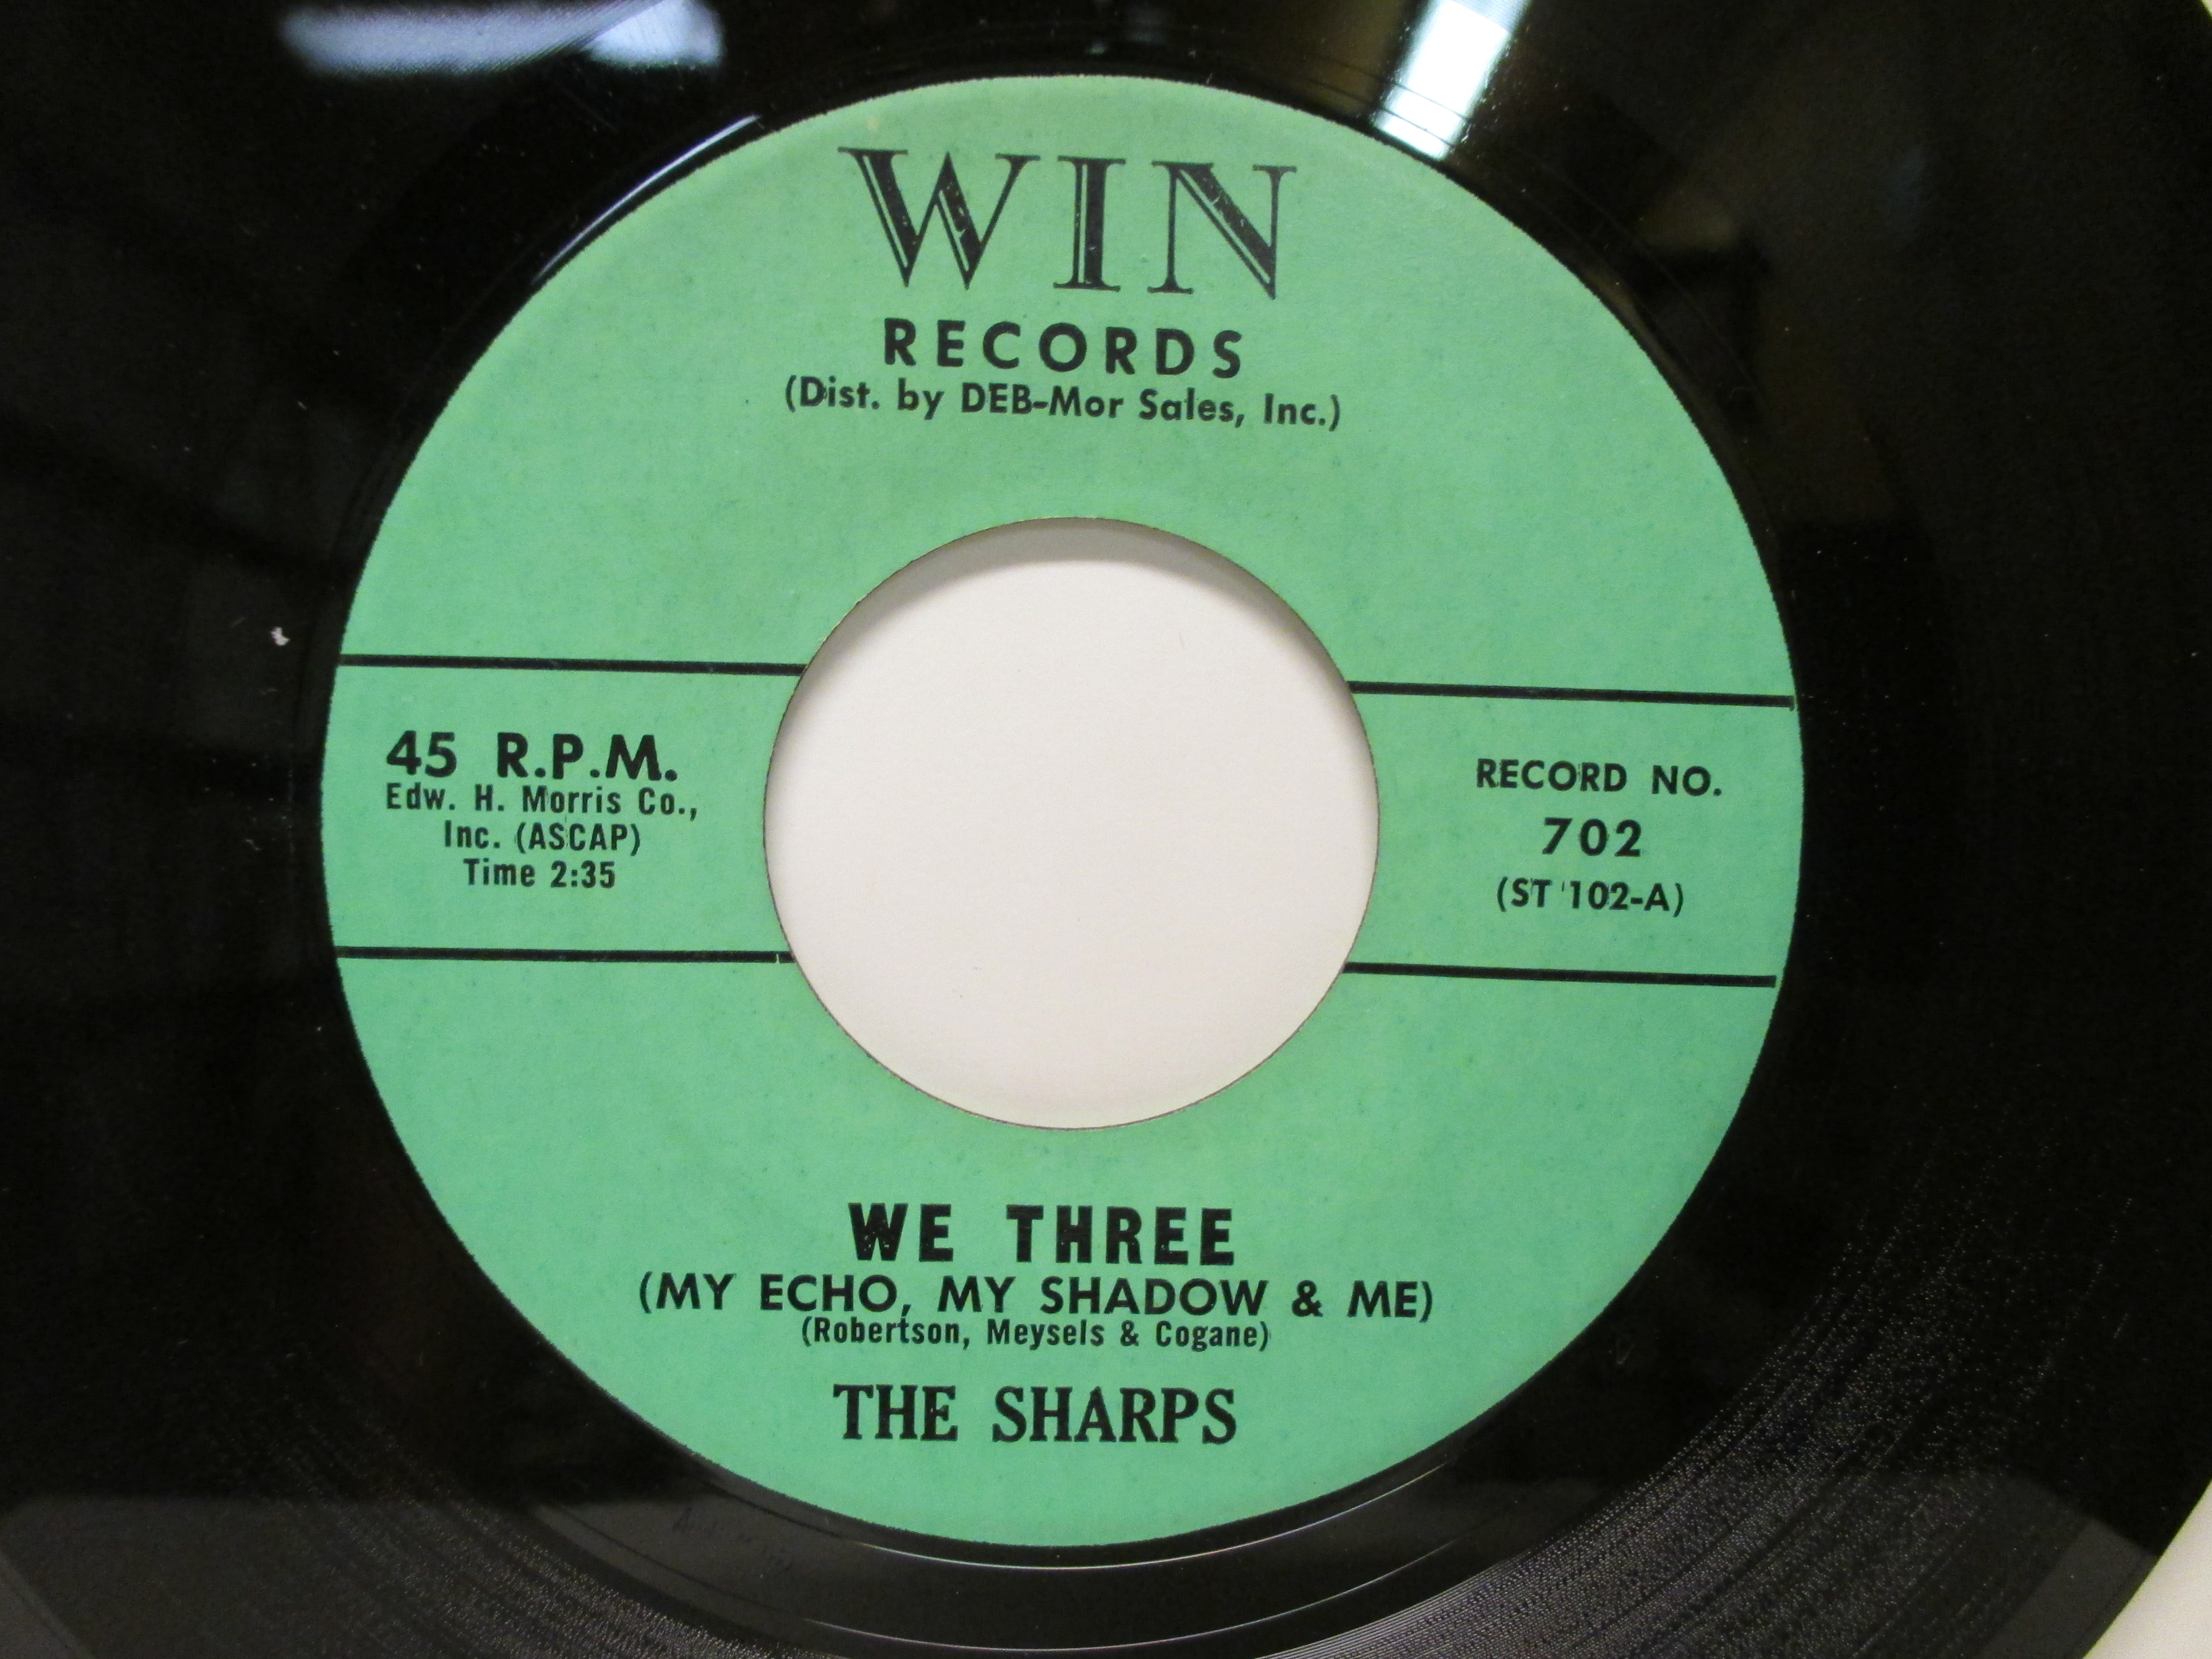 WIN
RECORDS
(Dist. by DEB-Mor Sales, Inc.)
45 R.P.M.
Edw. H. Morris Co.,
Inc. (ASCAP)
Time 2:35
RECORD NO.
702
(ST 102-A)
WE THREE
(MY ECHO, MY SHADOW & ME)
(Robertson, Meysels & Cogane)
THE SHARPS